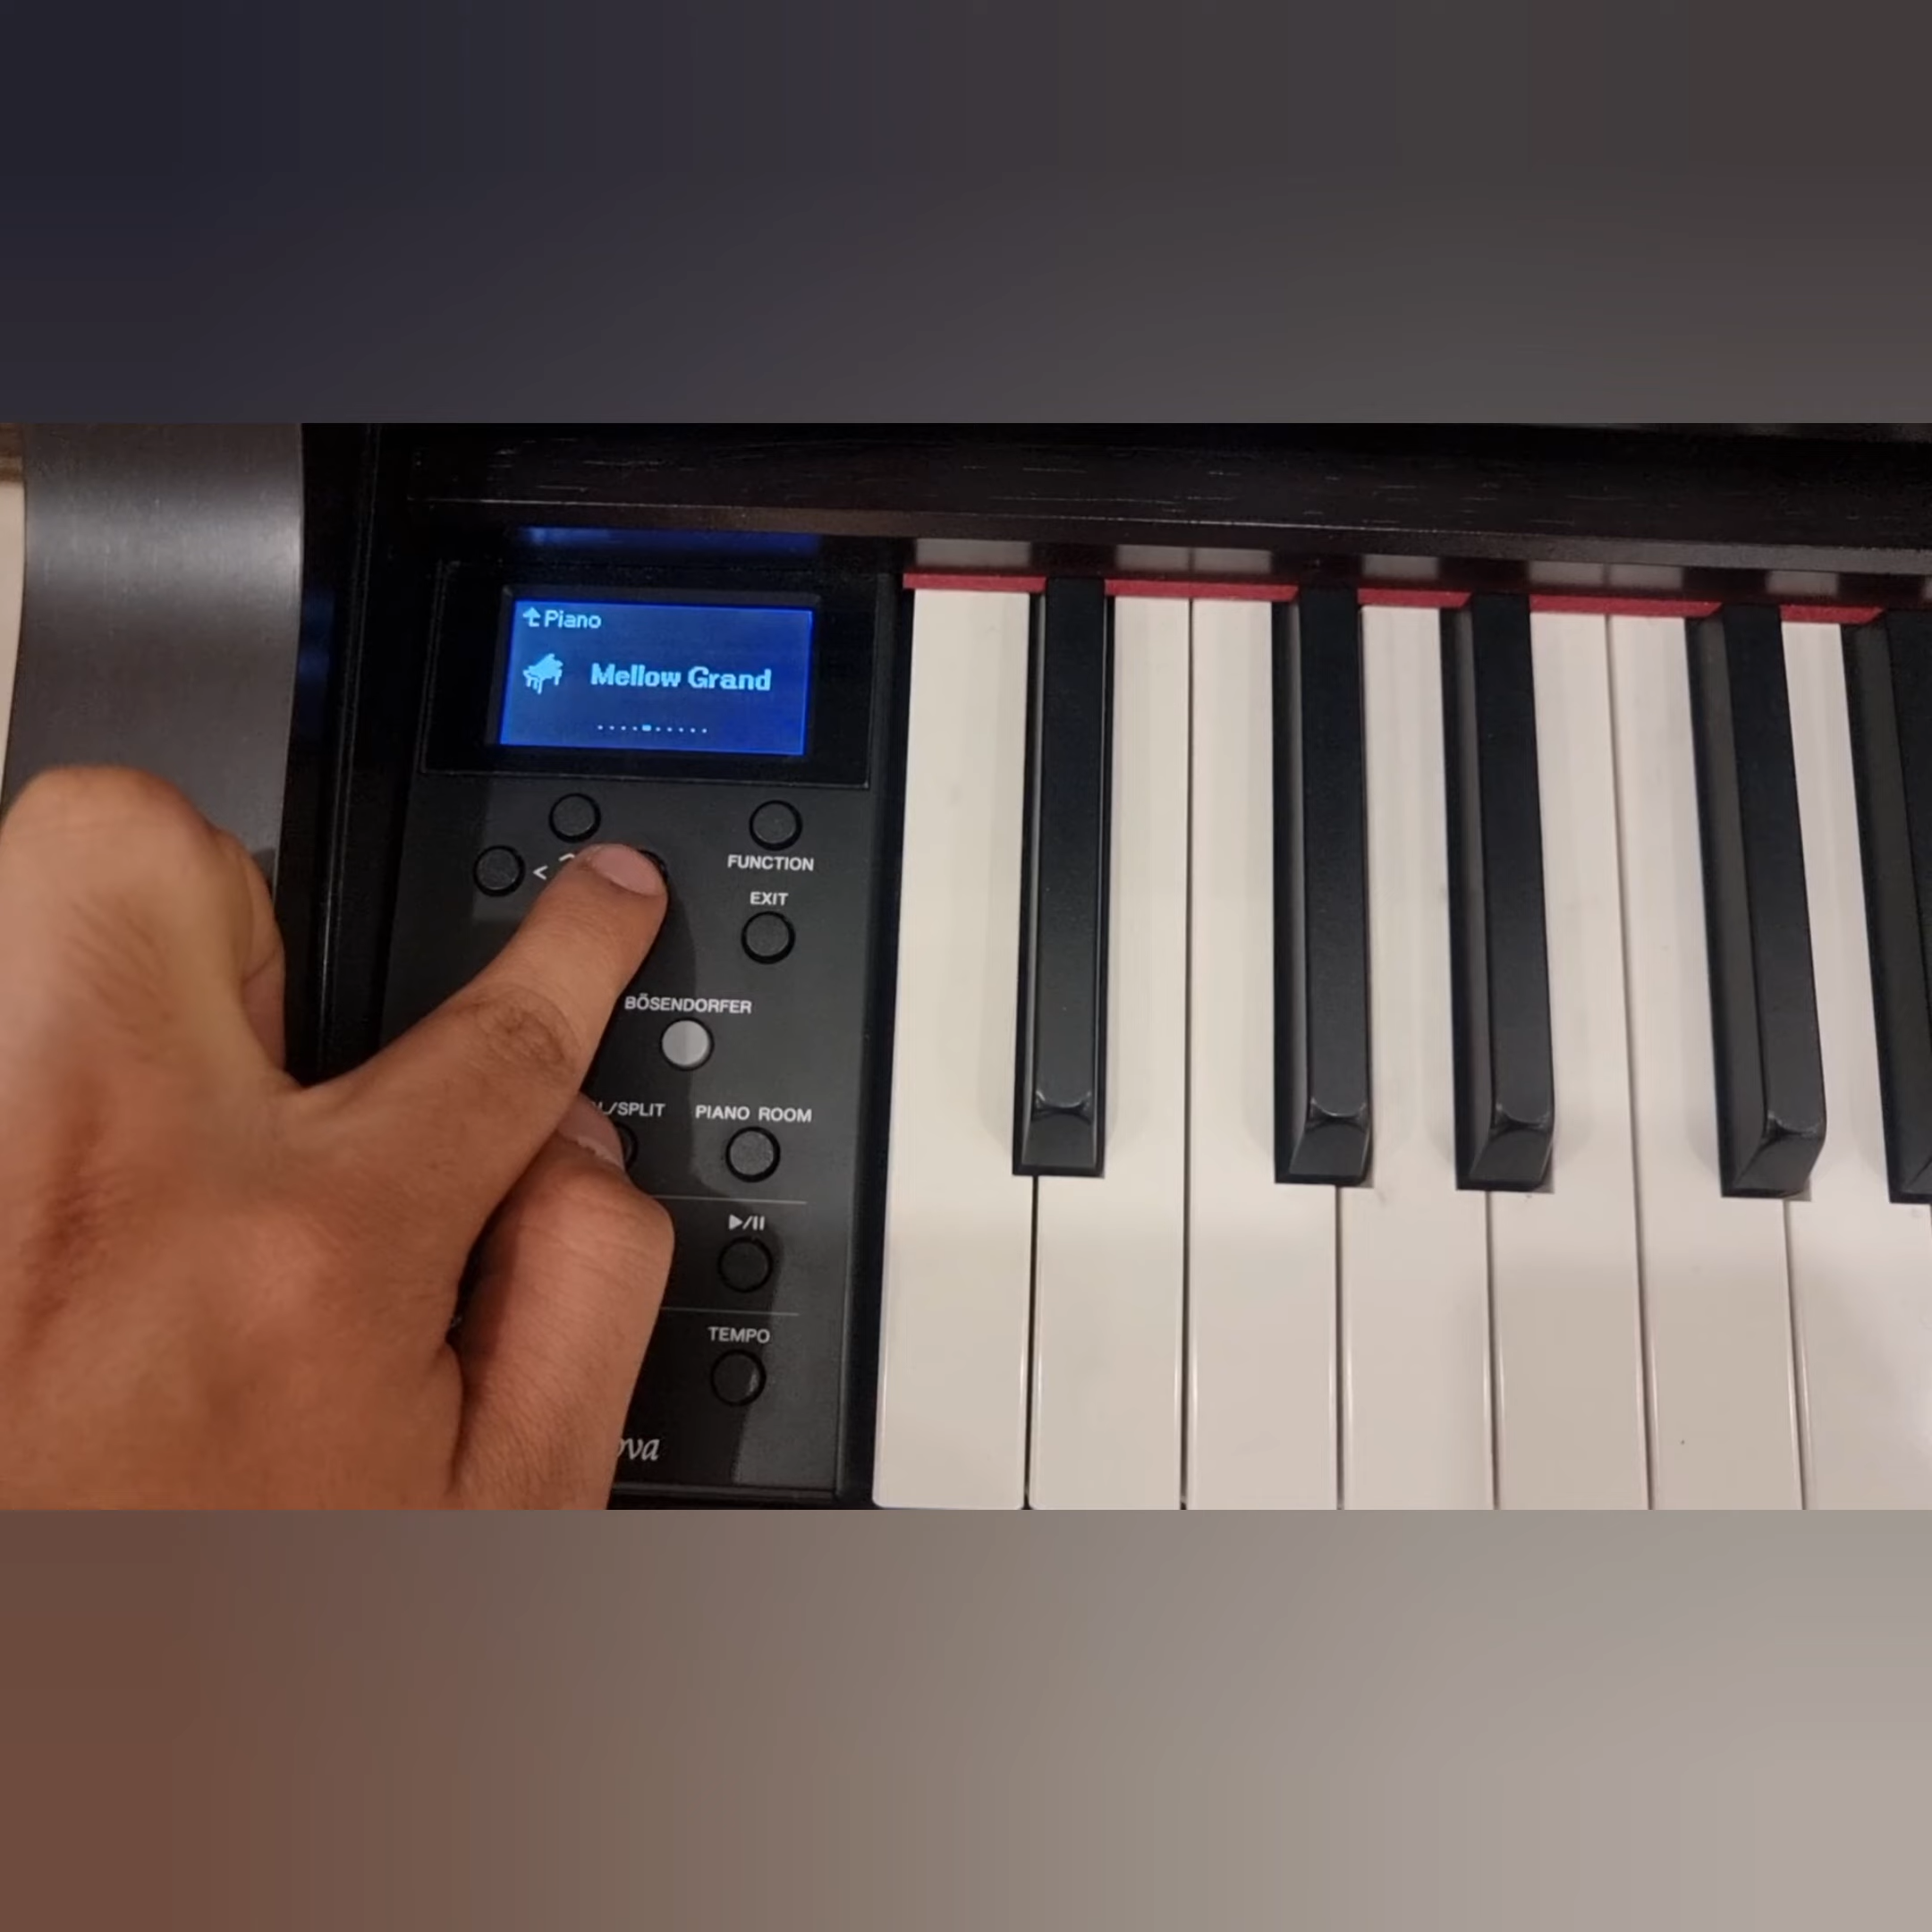 Piano
Mellow Grand
<
FUNCTION
EXIT
BÖSENDORFER
/SPLIT
PIANO ROOM
▶/II
TEMPO
ova